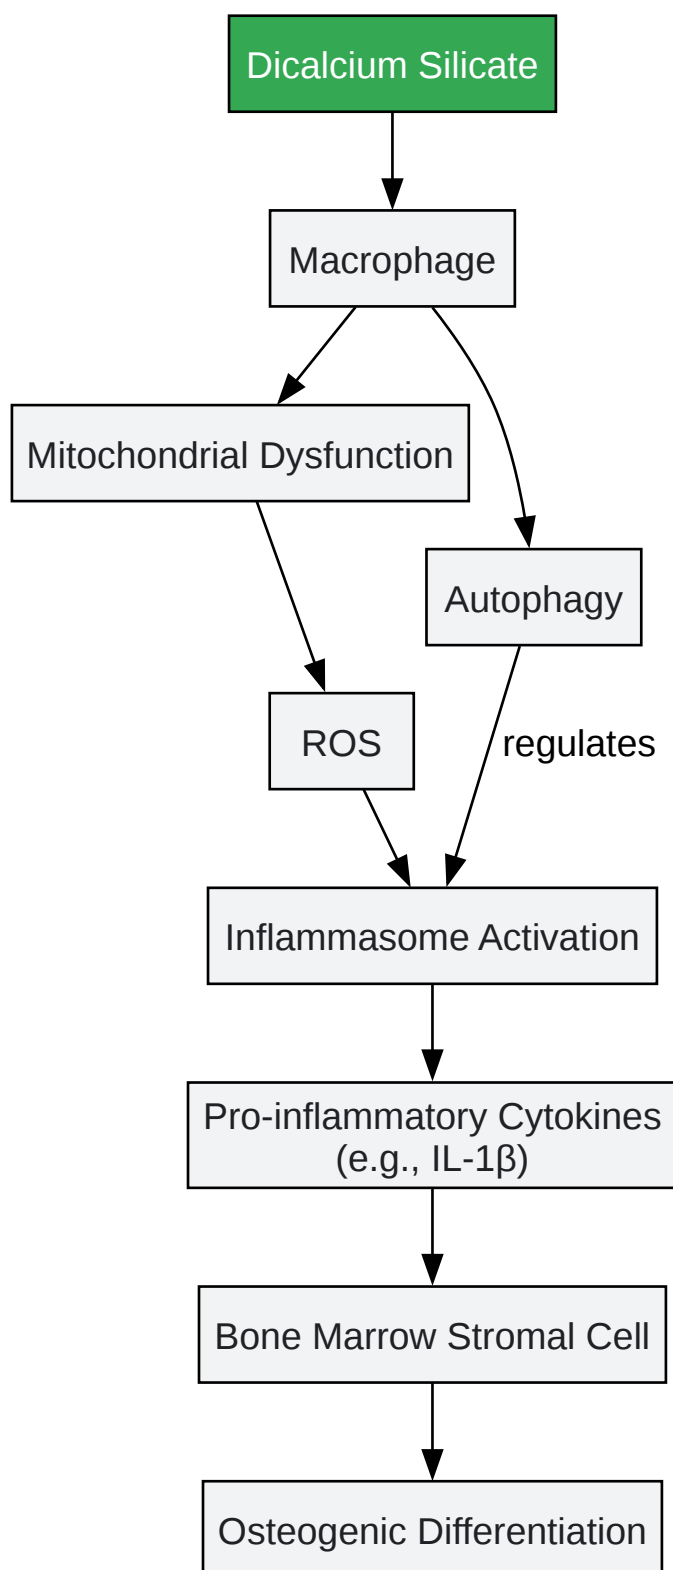 Dicalcium Silicate
Macrophage
Mitochondrial Dysfunction
Autophagy
ROS
regulates
Inflammasome Activation
Pro-inflammatory Cytokines
(e.g., IL-1β)
Bone Marrow Stromal Cell
Osteogenic Differentiation